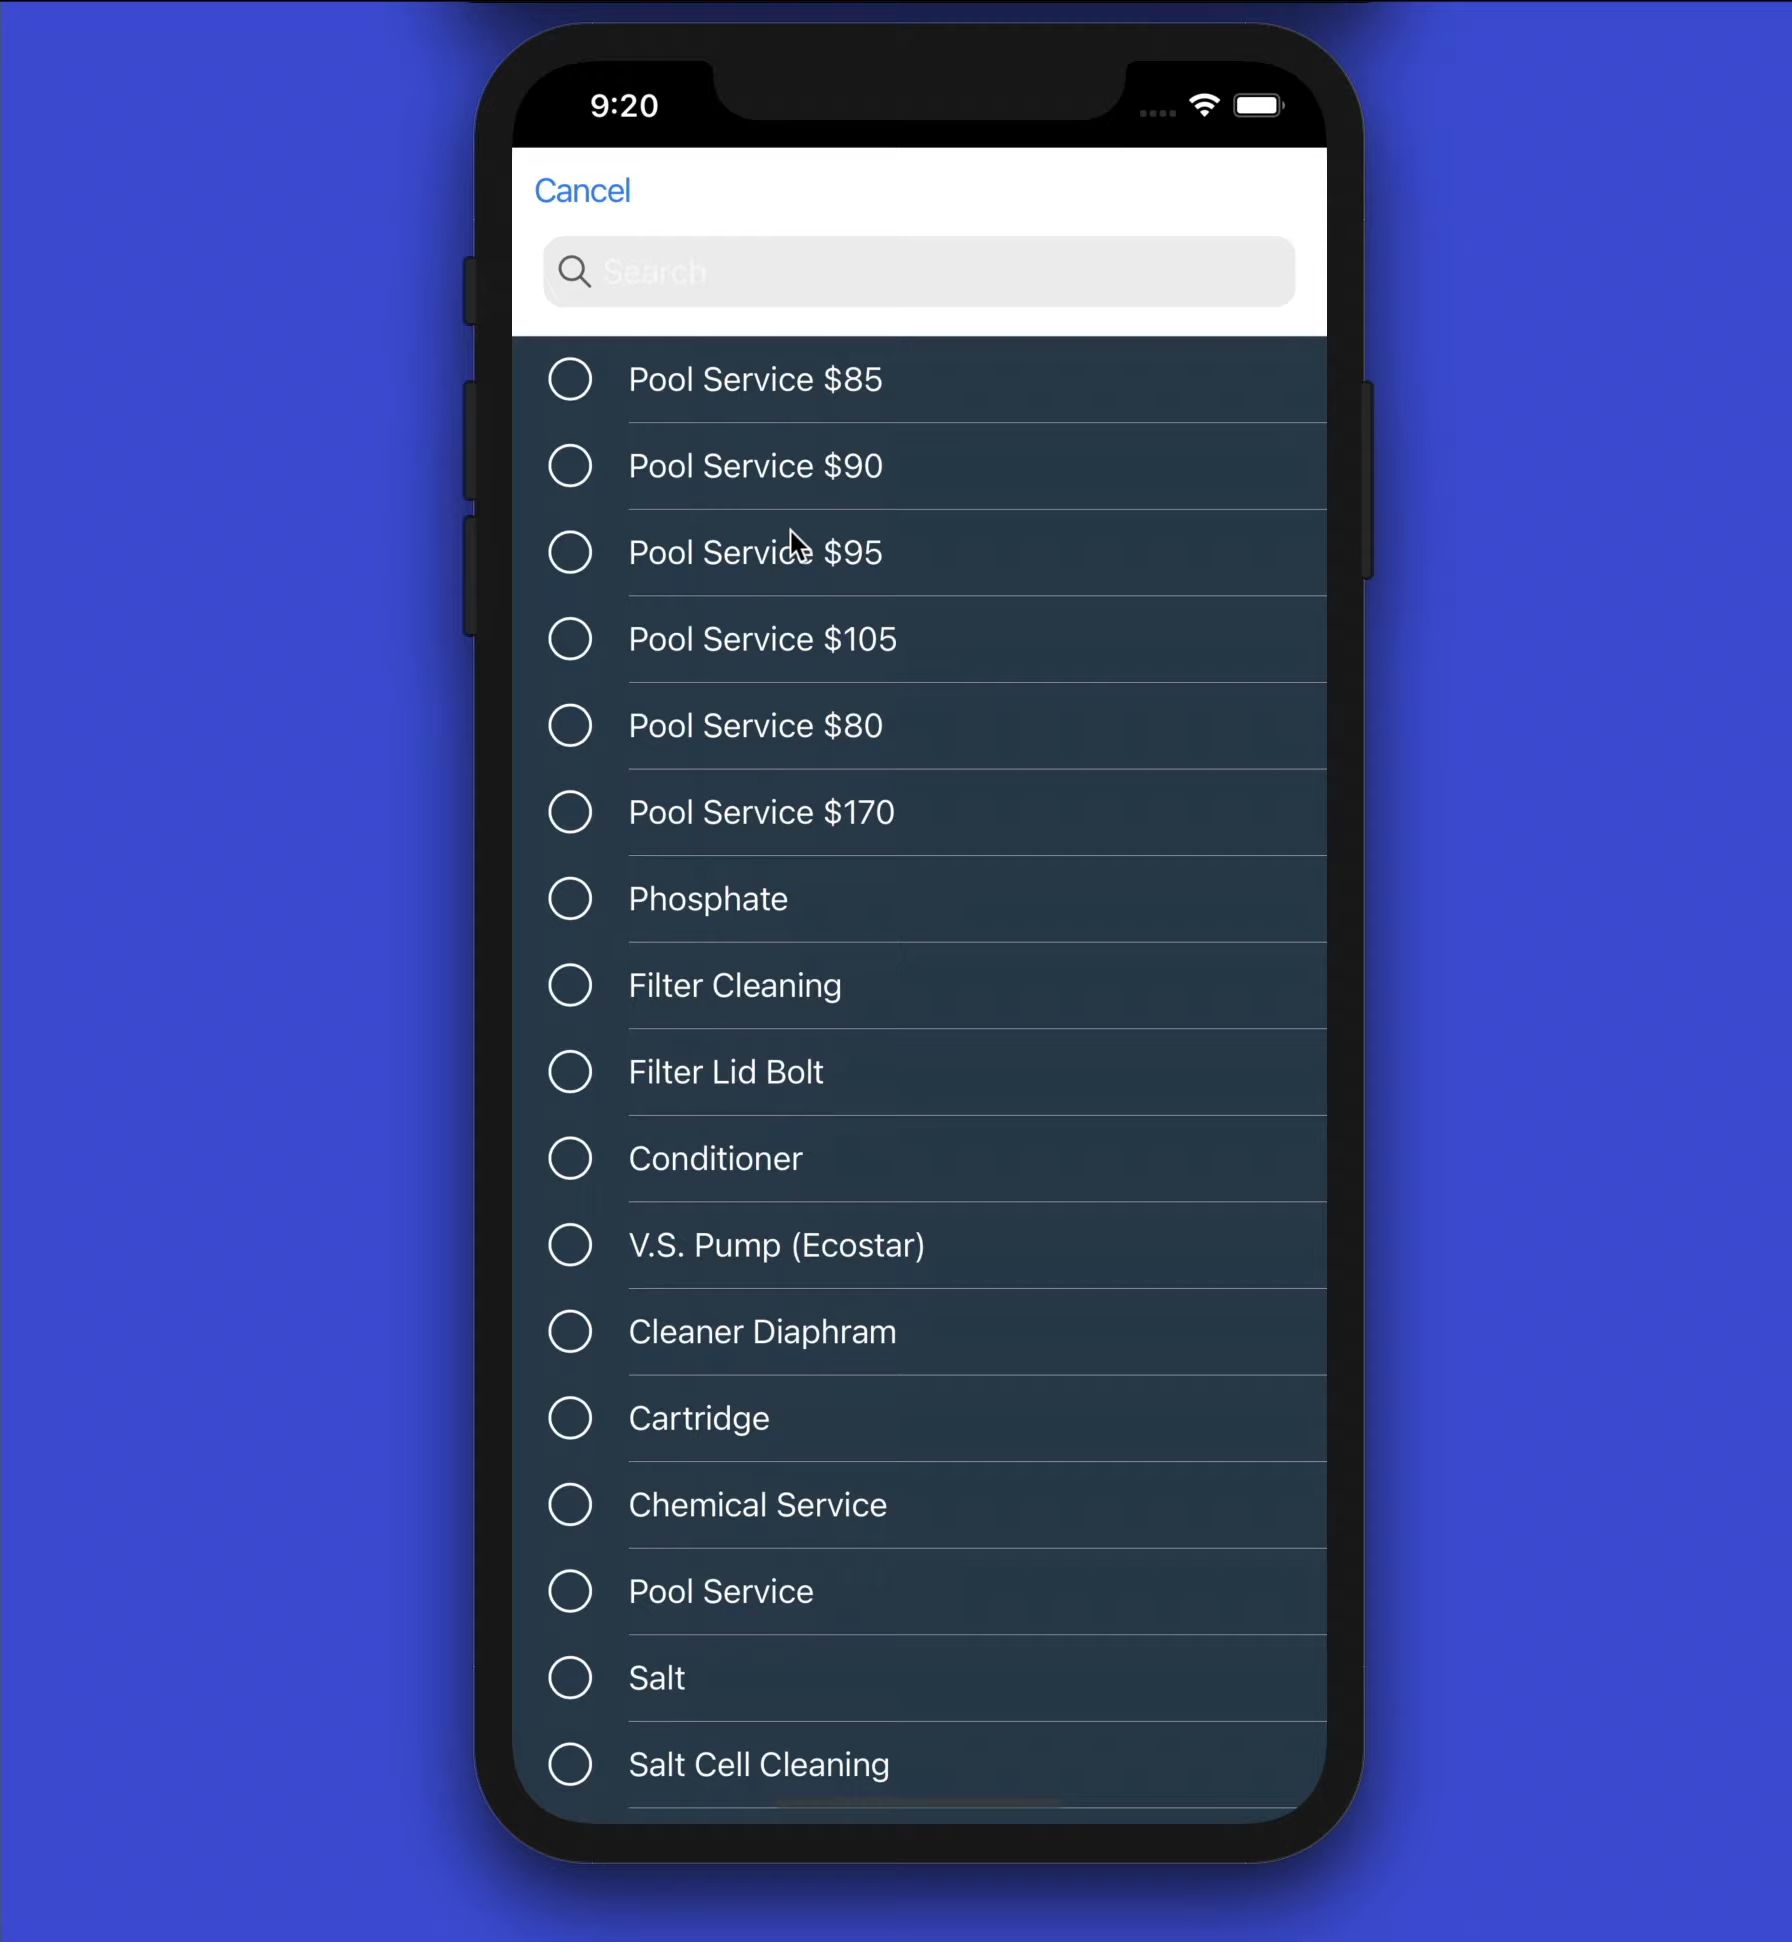 9:20
Cancel
Search
Pool Service $85
Pool Service $90
Pool Service $95
Pool Service $105
Pool Service $80
Pool Service $170
Phosphate
Filter Cleaning
Filter Lid Bolt
Conditioner
V.S. Pump (Ecostar)
Cleaner Diaphram
Cartridge
Chemical Service
Pool Service
Salt
Salt Cell Cleaning